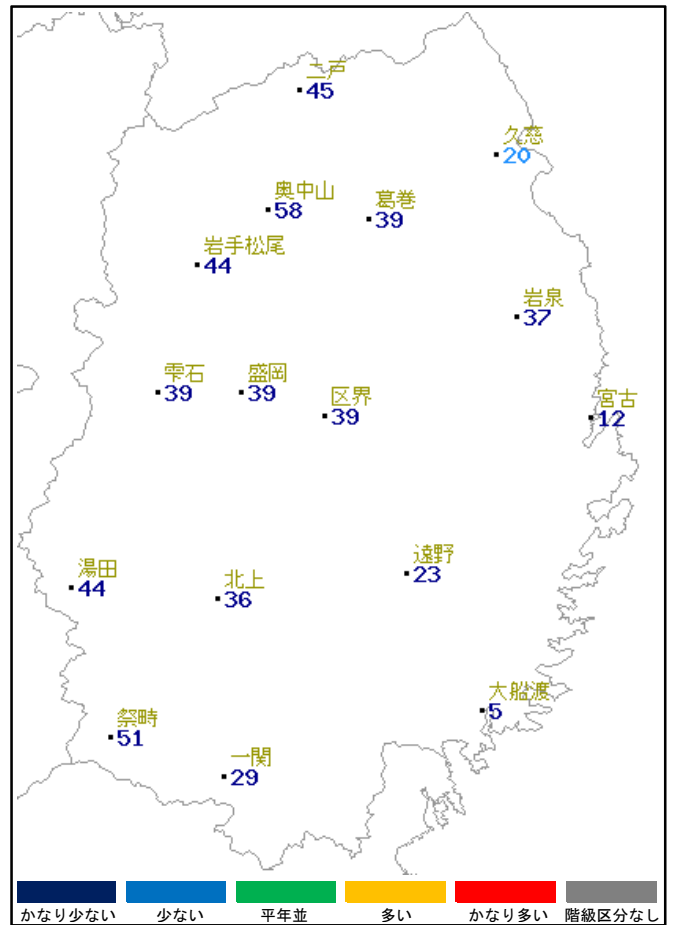 二戸
45
久慈
20
奥中山
58
葛巻
39
岩手松尾
44
岩泉
37
雫石
39
盛岡
39
区界
39
宮古
12
湯田
44
北上
36
遠野
23
大船渡
5
祭畤
51
一関
29
かなり少ない 少ない 平年並 多い かなり多い 階級区分なし